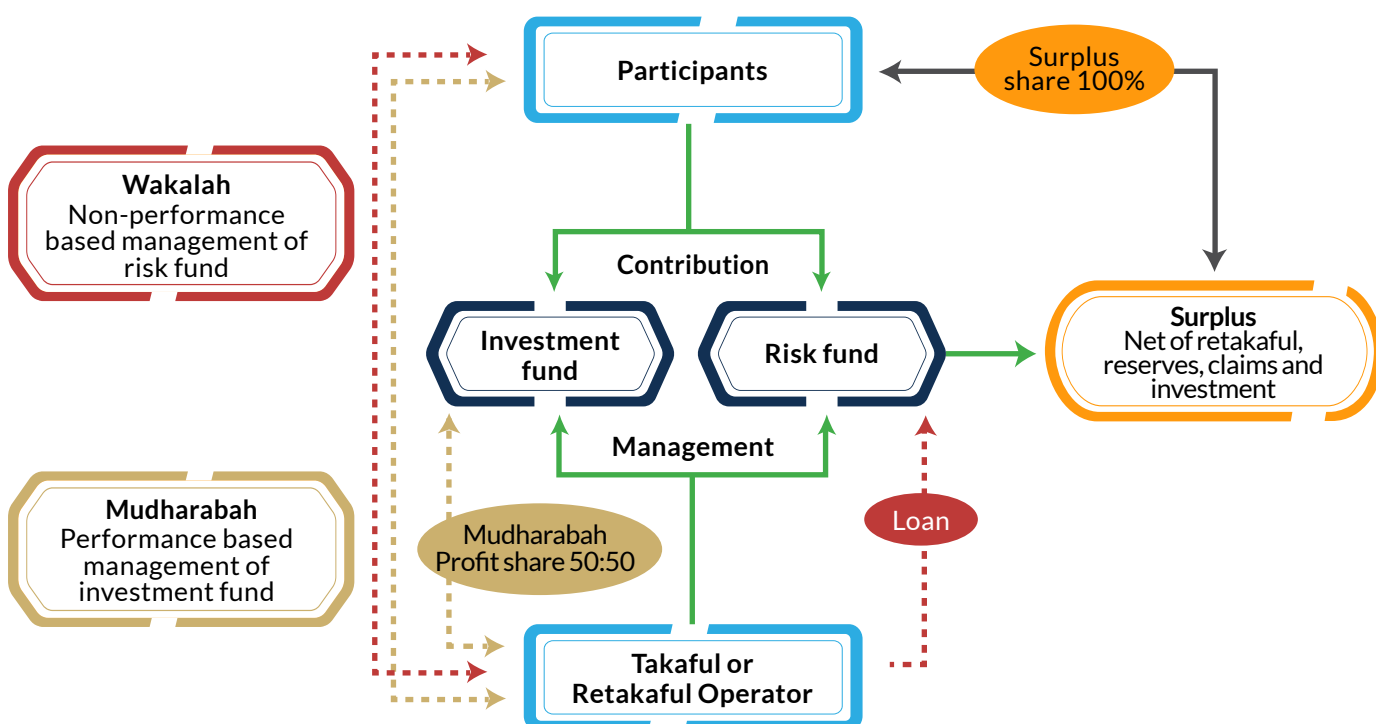 Participants
Surplus
share 100%
Wakalah
Non-performance
based management of
risk fund
Contribution
Investment
fund
Risk fund
Surplus
Net of retakaful,
reserves, claims and
investment
Management
Mudharabah
Performance based
management of
investment fund
Mudharabah
Profit share 50:50
Loan
Takaful or
Retakaful Operator